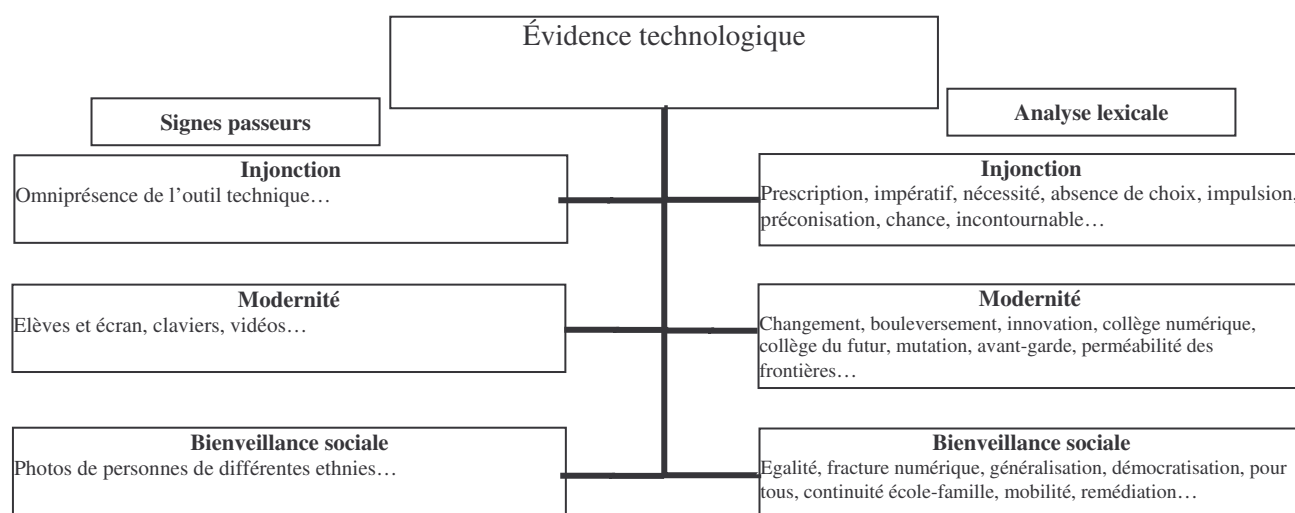 Évidence technologique
Signes passeurs
Analyse lexicale
Injonction
Omniprésence de l’outil technique…
Injonction
Prescription, impératif, nécessité, absence de choix, impulsion,
préconisation, chance, incontournable…
Modernité
Elèves et écran, claviers, vidéos…
Modernité
Changement, bouleversement, innovation, collège numérique,
collège du futur, mutation, avant-garde, perméabilité des
frontières…
Bienveillance sociale
Photos de personnes de différentes ethnies…
Bienveillance sociale
Egalité, fracture numérique, généralisation, démocratisation, pour
tous, continuité école-famille, mobilité, remédiation…